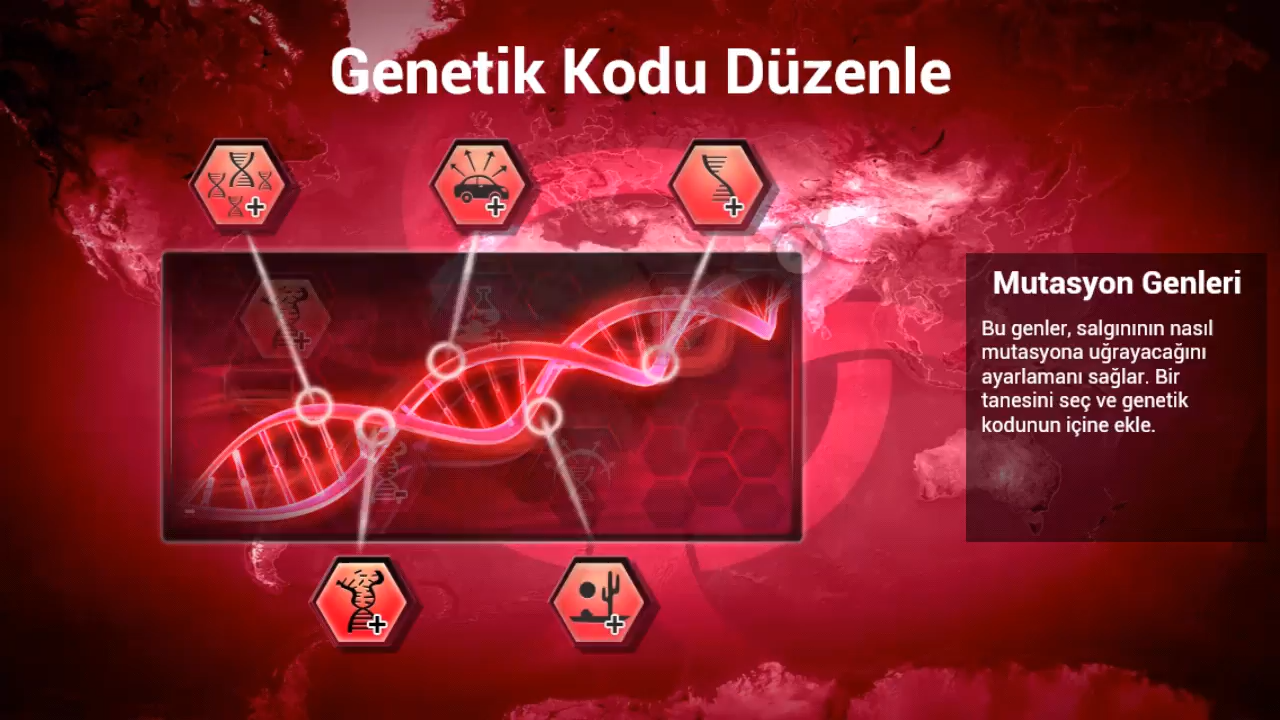 Genetik Kodu Düzenle
Mutasyon Genleri
Bu genler, salgınının nasıl
mutasyona uğrayacağını
ayarlamanı sağlar. Bir
tanesini seç ve genetik
kodunun içine ekle.